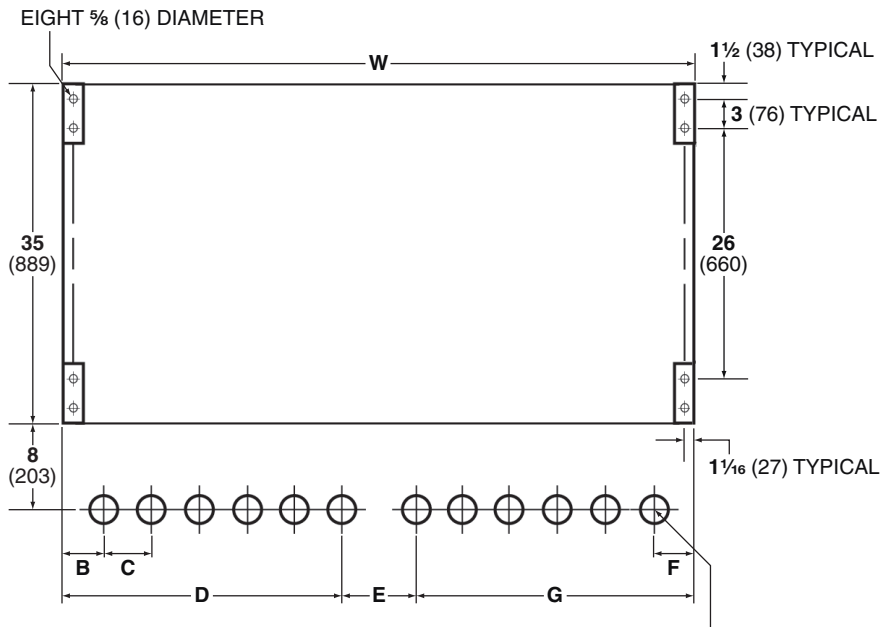 EIGHT ⅝ (16) DIAMETER
W
1½ (38) TYPICAL
3 (76) TYPICAL
35
(889)
26
(660)
8
(203)
1¹⁄₁₆ (27) TYPICAL
B
C
F
D
E
G